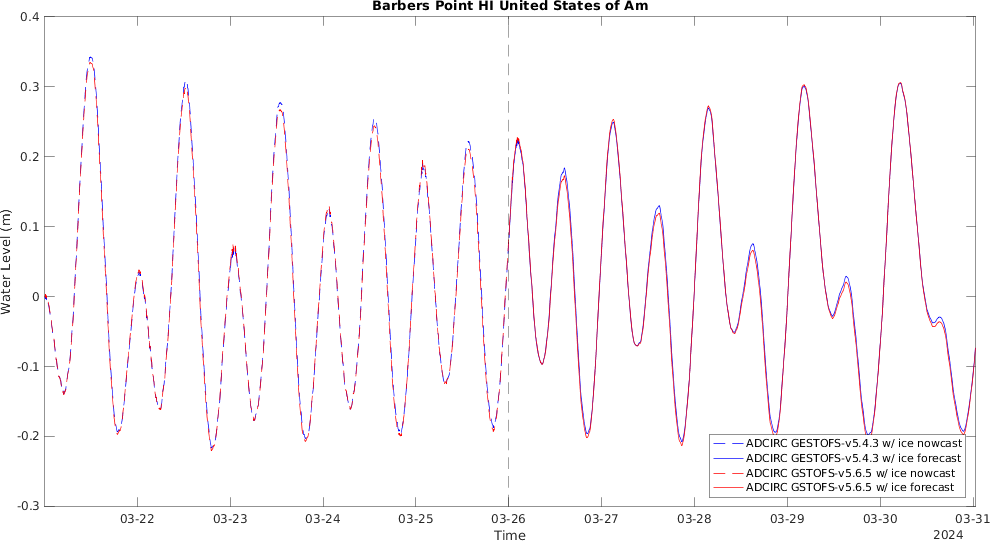 Barbers Point HI United States of Am
0.4
0.3
0.2
0.1
0
-0.1
-0.2
-0.3
Water Level (m)
ADCIRC GESTOFS-v5.4.3 w/ ice nowcast
ADCIRC GESTOFS-v5.4.3 w/ ice forecast
ADCIRC GSTOFS-v5.6.5 w/ ice nowcast
ADCIRC GSTOFS-v5.6.5 w/ ice forecast
03-22 03-23 03-24 03-25 03-26 03-27 03-28 03-29 03-30 03-31
Time
2024